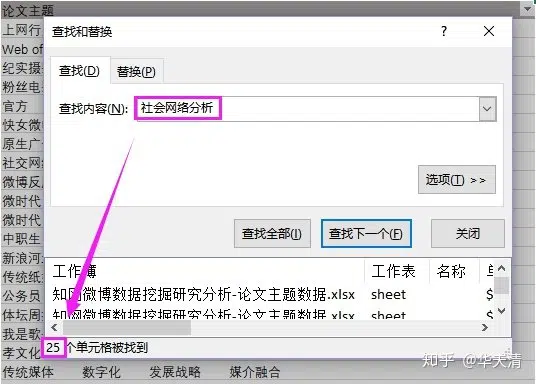 论文主题
上网行
查找和替换
? ×
Web of
纪实摄
查找(D)
替换(P)
粉丝电
官方
查找内容(N):
社会网络分析
快女微
原生广
社交网
微博反
选项(T) >>
微时代
微时代
中职生
查找全部(I)
查找下一个(F)
关闭
新浪河
传统纸
工作簿
工作表
名称
单
公务员
知网微博数据挖掘研究分析-论文主题数据.xlsx
sheet
$
体坛周
知网微博数据挖掘研究分析-论文主题数据.xlsx
sheet
我是歌
孝文化
25 个单元格被找到
传统媒体 数字化 发展战略 媒介融合
知乎 @华天清